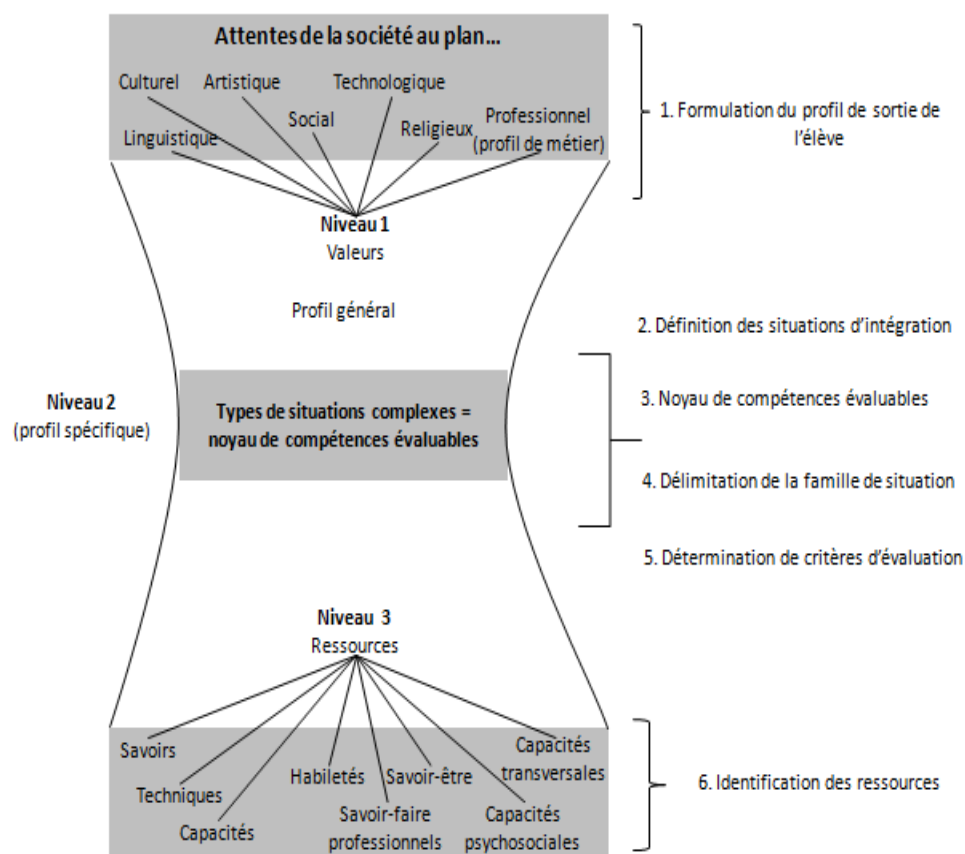 Attentes de la société au plan...
Culturel
Artistique
Technologique
Linguistique
Social
Religieux
Professionnel
(profil de métier)
1. Formulation du profil de sortie de
l'élève
Niveau 1
Valeurs
Profil général
2. Définition des situations d'intégration
Niveau 2
(profil spécifique)
Types de situations complexes =
noyau de compétences évaluables
3. Noyau de compétences évaluables
4. Délimitation de la famille de situation
5. Détermination de critères d'évaluation
Niveau 3
Ressources
Savoirs
Techniques
Capacités
Habiletés
Savoir-faire
professionnels
Savoir-être
Capacités
psychosociales
Capacités
transversales
6. Identification des ressources